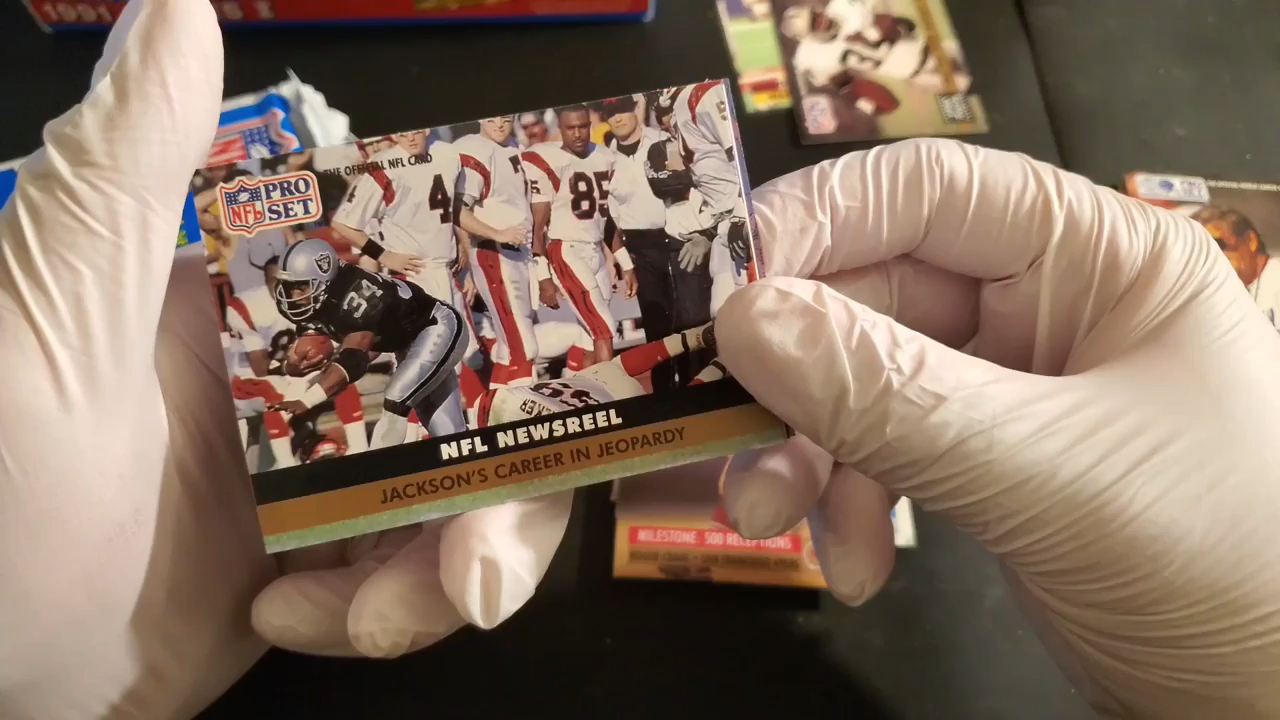 1991
THE OFFICIAL NFL CARD
NFL
PRO
SET
4
85
34
NFL NEWSREEL
JACKSON'S CAREER IN JEOPARDY
MILESTONE: 500 RECEPTIONS